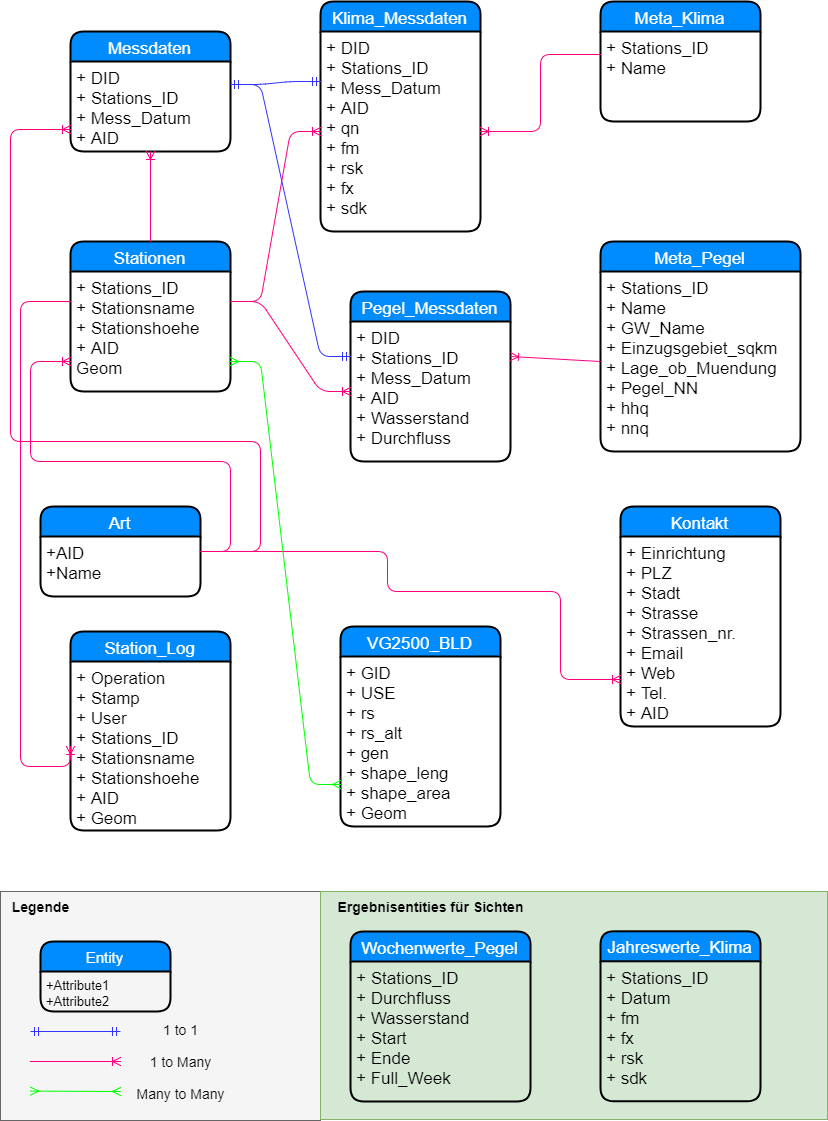 Messdaten
+ DID
+ Stations_ID
+ Mess_Datum
+ AID
Klima_Messdaten
+ DID
+ Stations_ID
+ Mess_Datum
+ AID
+ qn
+ fm
+ rsk
+ fx
+ sdk
Meta_Klima
+ Stations_ID
+ Name
Stationen
+ Stations_ID
+ Stationsname
+ Stationshoehe
+ AID
Geom
Pegel_Messdaten
+ DID
+ Stations_ID
+ Mess_Datum
+ AID
+ Wasserstand
+ Durchfluss
Meta_Pegel
+ Stations_ID
+ Name
+ GW_Name
+ Einzugsgebiet_sqkm
+ Lage_ob_Muendung
+ Pegel_NN
+ hhq
+ nnq
Art
+AID
+Name
Kontakt
+ Einrichtung
+ PLZ
+ Stadt
+ Strasse
+ Strassen_nr.
+ Email
+ Web
+ Tel.
+ AID
Station_Log
+ Operation
+ Stamp
+ User
+ Stations_ID
+ Stationsname
+ Stationshoehe
+ AID
+ Geom
VG2500_BLD
+ GID
+ USE
+ rs
+ rs_alt
+ gen
+ shape_leng
+ shape_area
+ Geom
Legende
Entity
+Attribute1
+Attribute2
1 to 1
1 to Many
Many to Many
Ergebnisentities für Sichten
Wochenwerte_Pegel
+ Stations_ID
+ Durchfluss
+ Wasserstand
+ Start
+ Ende
+ Full_Week
Jahreswerte_Klima
+ Stations_ID
+ Datum
+ fm
+ fx
+ rsk
+ sdk